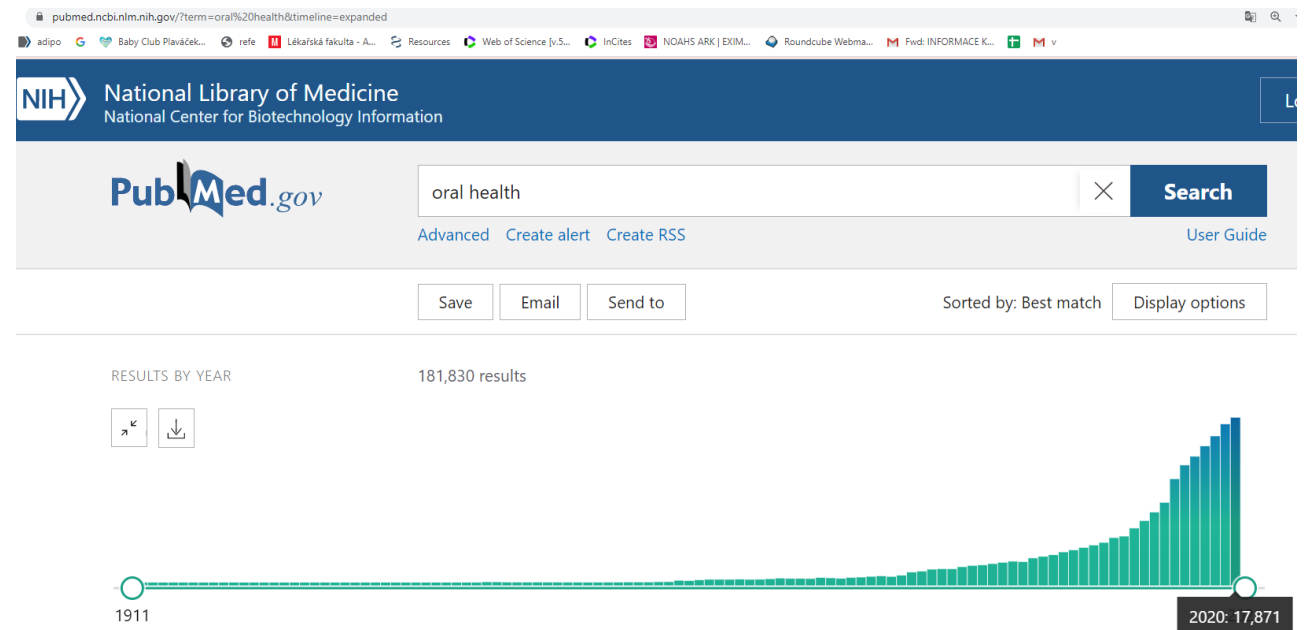 pubmed.ncbi.nlm.nih.gov/?term=oral%20health&timeline=expanded
adipo G Baby Club Plaváček... refe M Lékařská fakulta - A... Resources Web of Science [v.5... InCites NOAHS ARK | EXIM... Roundcube Webma... Fwd: INFORMACE K... v
NIH National Library of Medicine
National Center for Biotechnology Information
PubMed.gov
oral health
Search
Advanced Create alert Create RSS User Guide
Save Email Send to Sorted by: Best match Display options
RESULTS BY YEAR 181,830 results
1911 2020: 17,871